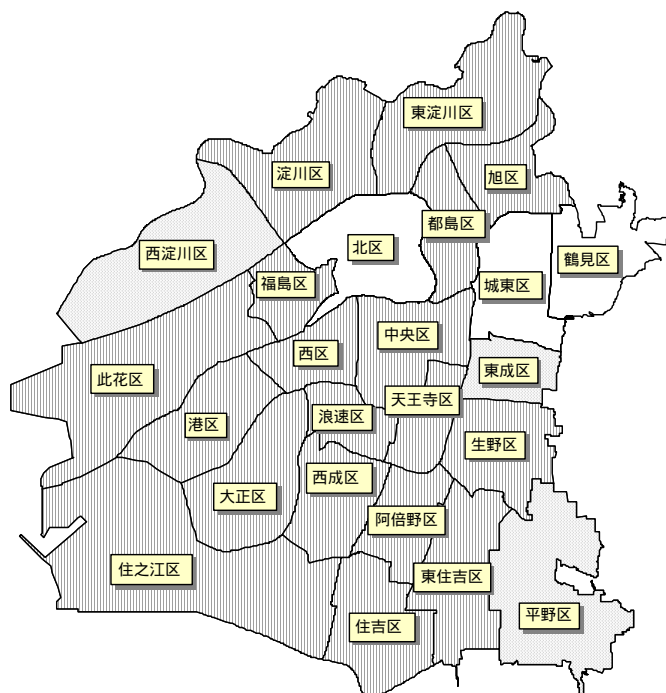 東淀川区
淀川区
旭区
都島区
北区
西淀川区
鶴見区
福島区
城東区
中央区
西区
東成区
此花区
天王寺区
浪速区
港区
生野区
西成区
大正区
阿倍野区
住之江区
東住吉区
平野区
住吉区